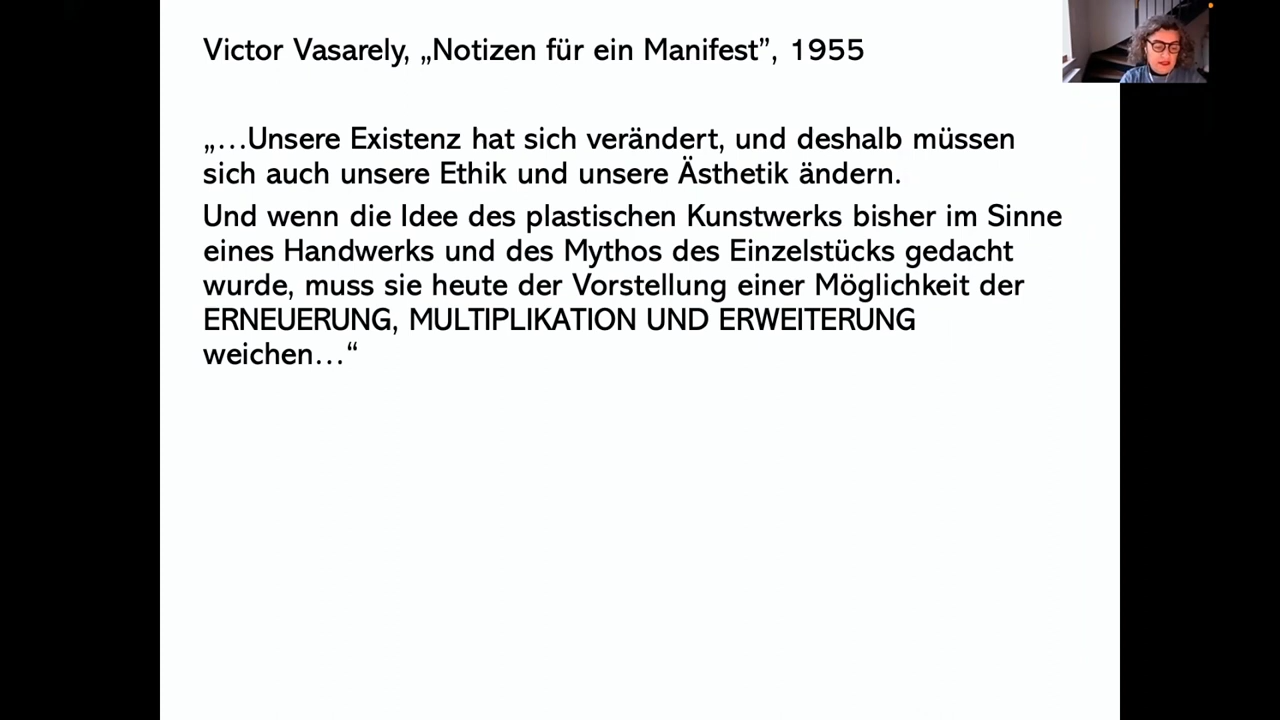 Victor Vasarely, „Notizen für ein Manifest”, 1955
„…Unsere Existenz hat sich verändert, und deshalb müssen
sich auch unsere Ethik und unsere Ästhetik ändern.
Und wenn die Idee des plastischen Kunstwerks bisher im Sinne
eines Handwerks und des Mythos des Einzelstücks gedacht
wurde, muss sie heute der Vorstellung einer Möglichkeit der
ERNEUERUNG, MULTIPLIKATION UND ERWEITERUNG
weichen…“